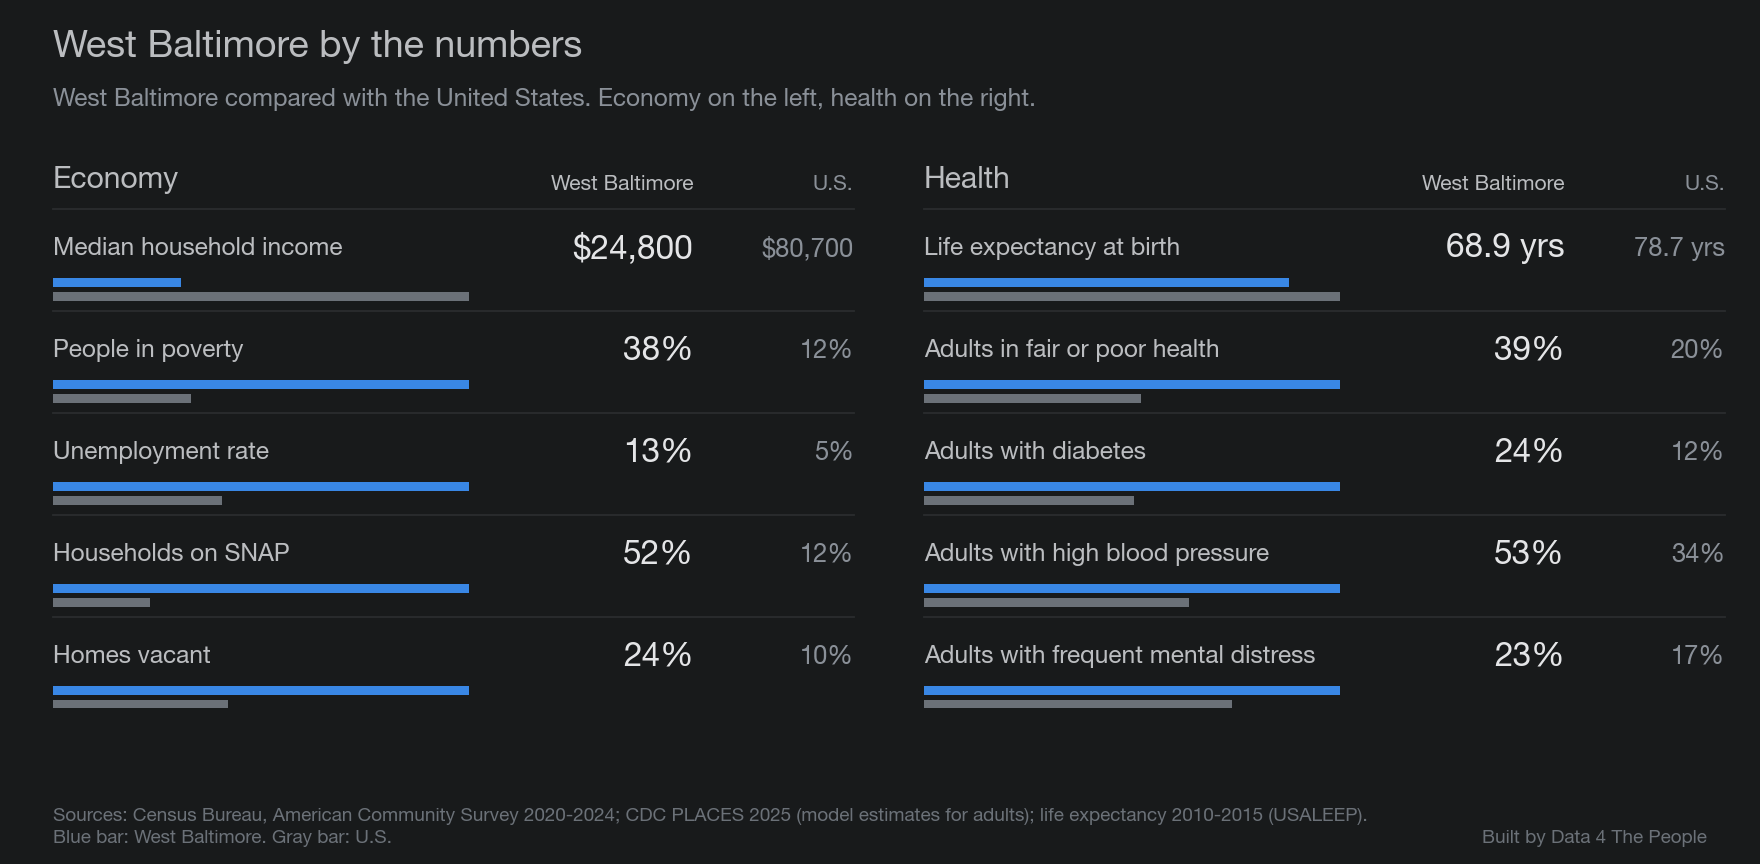 West Baltimore by the numbers
West Baltimore compared with the United States. Economy on the left, health on the right.
Economy West Baltimore U.S.
Median household income $24,800 $80,700
People in poverty 38% 12%
Unemployment rate 13% 5%
Households on SNAP 52% 12%
Homes vacant 24% 10%
Health West Baltimore U.S.
Life expectancy at birth 68.9 yrs 78.7 yrs
Adults in fair or poor health 39% 20%
Adults with diabetes 24% 12%
Adults with high blood pressure 53% 34%
Adults with frequent mental distress 23% 17%
Sources: Census Bureau, American Community Survey 2020-2024; CDC PLACES 2025 (model estimates for adults); life expectancy 2010-2015 (USALEEP).
Blue bar: West Baltimore. Gray bar: U.S.
Built by Data 4 The People